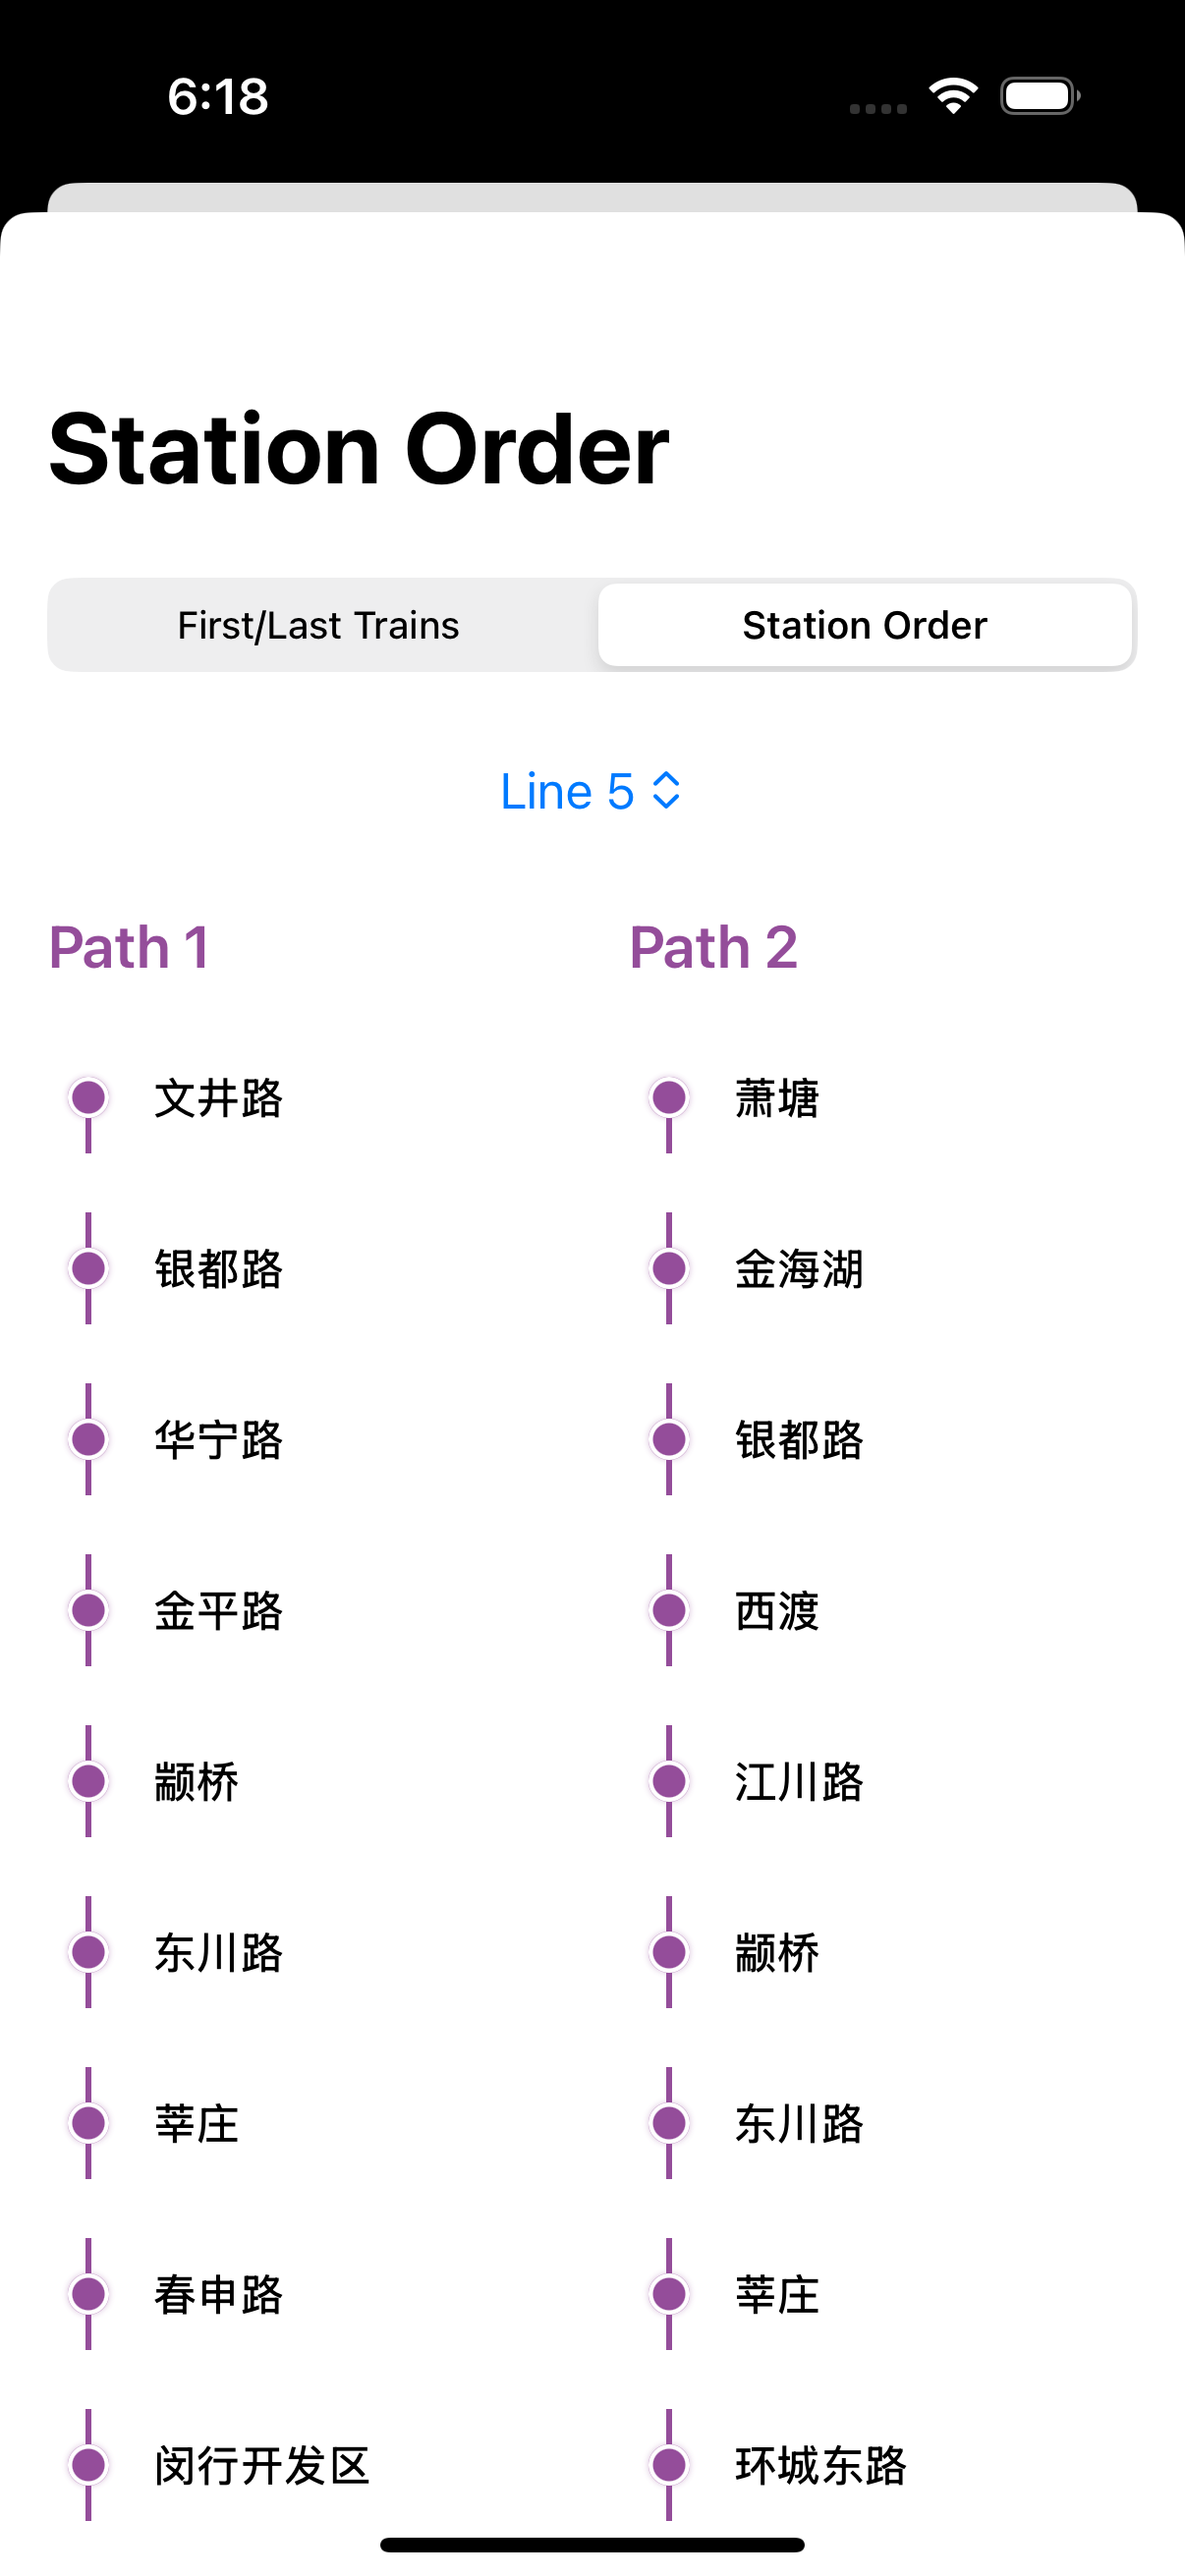 6:18
Station Order
First/Last Trains
Station Order
Line 5
Path 1
文井路
银都路
华宁路
金平路
颛桥
东川路
莘庄
春申路
闵行开发区
Path 2
萧塘
金海湖
银都路
西渡
江川路
颛桥
东川路
莘庄
环城东路